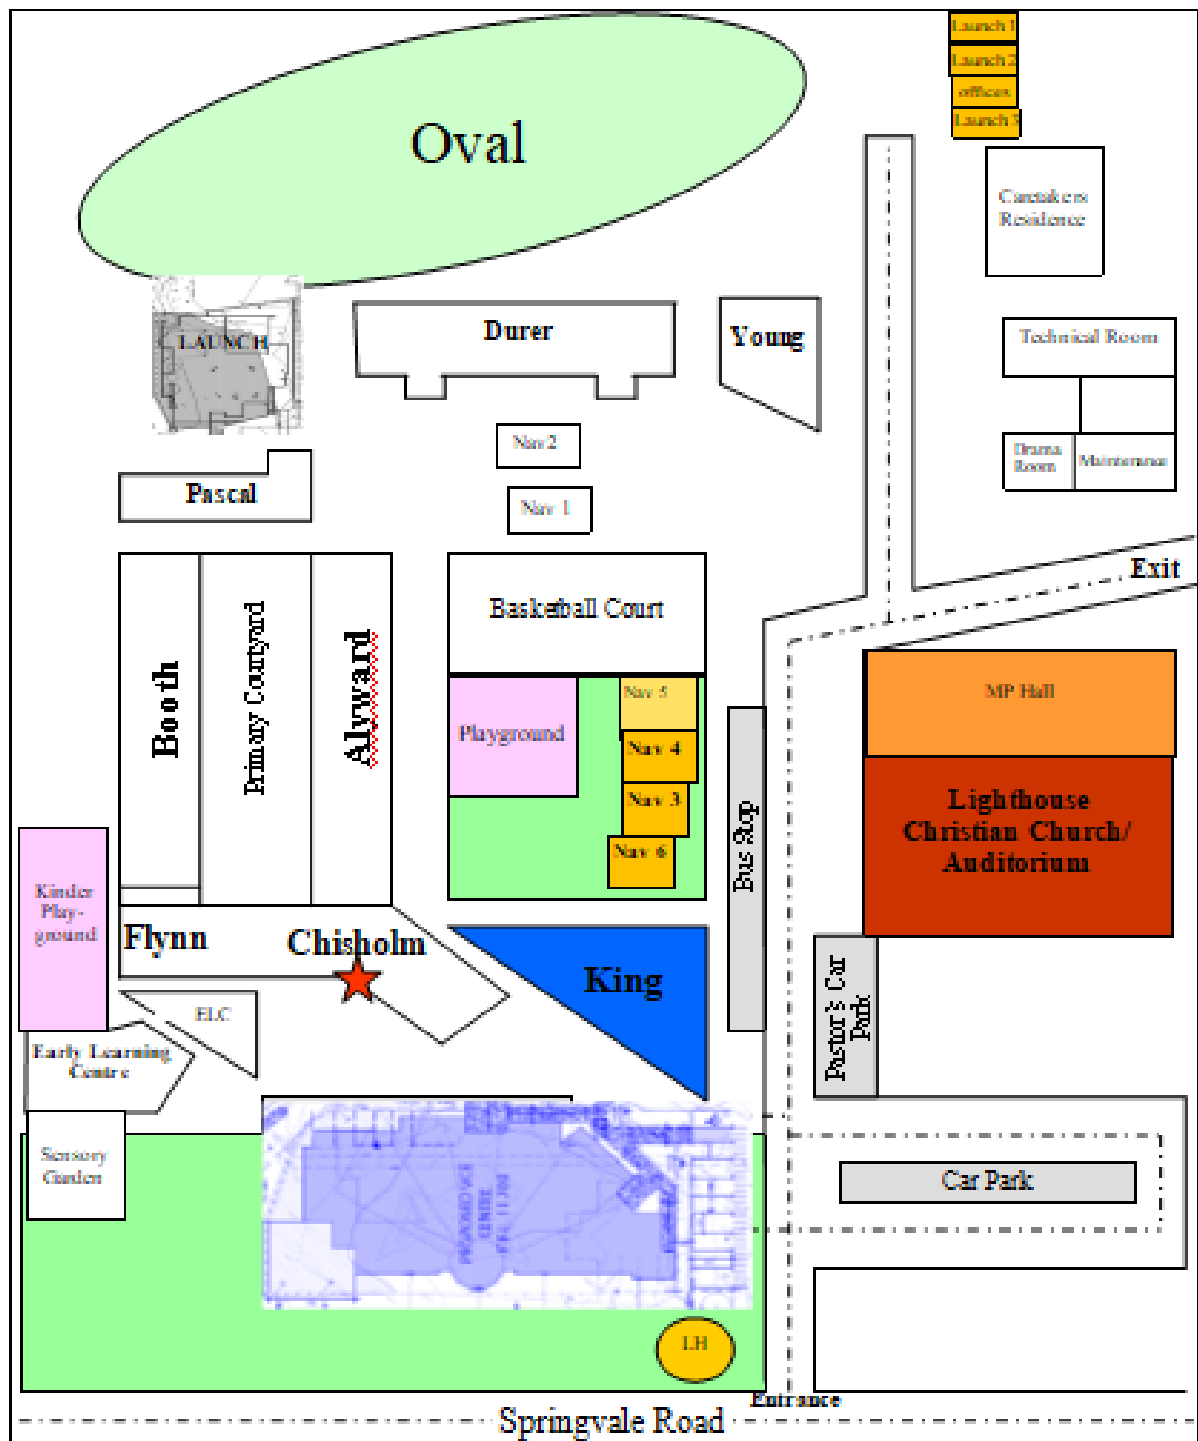 Launch 1
Launch 2
offices
Launch 3
Oval
Caretakers
Residence
LAUNCH
Durer
Young
Technical Room
Nav 2
Drama
Room
Maintenance
Pascal
Nav 1
Exit
Basketball Court
Booth
Primary Courtyard
Alyward
Nav 5
MP Hall
Playground
Nav 4
Nav 3
Nav 6
Bus Stop
Lighthouse
Christian Church/
Auditorium
Kinder
Play-
ground
Flynn
Chisholm
King
Pastor's Car
Park
ELC
Early Learning
Centre
Sensory
Garden
CENTRE
Car Park
LH
Entrance
Springvale Road